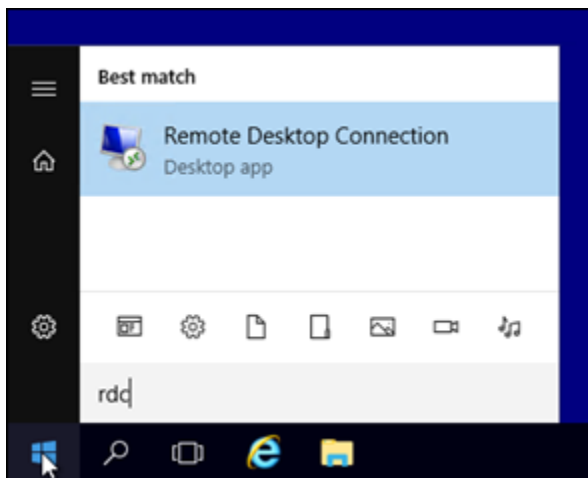 Best match
Remote Desktop Connection
Desktop app
rdc